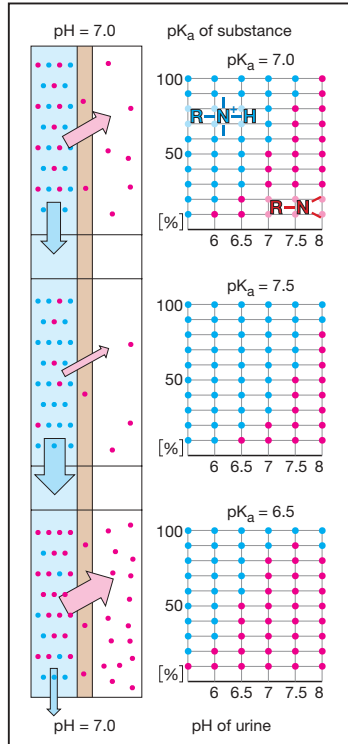 pH = 7.0 pKa of substance
pKa = 7.0
100
R–N+–H
50
R–N
[%]
6 6.5 7 7.5 8
pKa = 7.5
100
50
[%]
6 6.5 7 7.5 8
pKa = 6.5
100
50
[%]
6 6.5 7 7.5 8
pH = 7.0 pH of urine